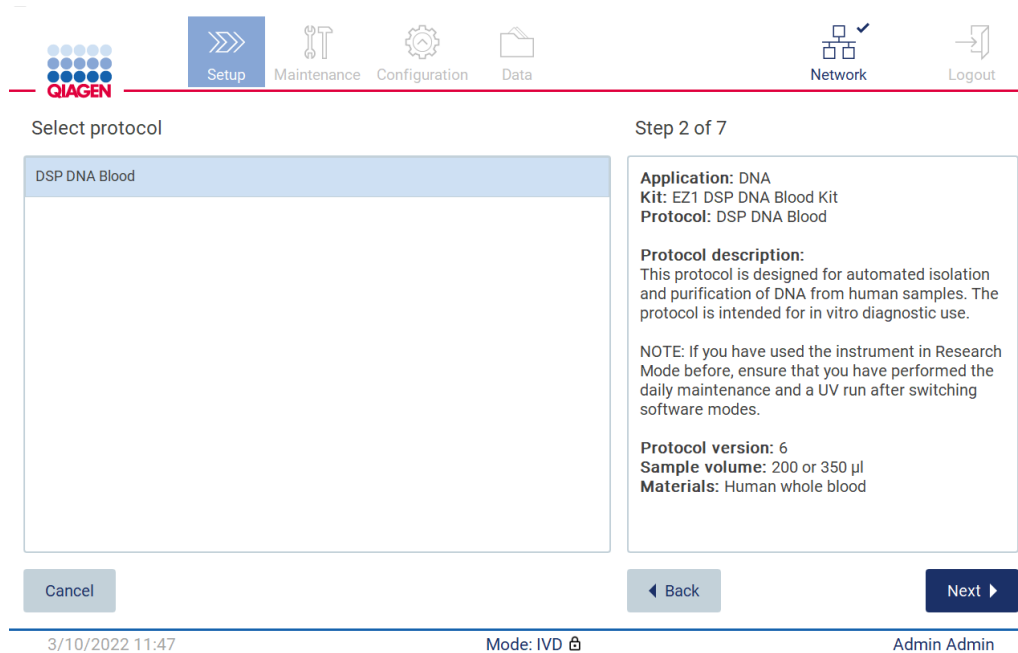 Setup
Maintenance
Configuration
Data
Network
Logout
QIAGEN
Select protocol
Step 2 of 7
DSP DNA Blood
Application: DNA
Kit: EZ1 DSP DNA Blood Kit
Protocol: DSP DNA Blood
Protocol description:
This protocol is designed for automated isolation
and purification of DNA from human samples. The
protocol is intended for in vitro diagnostic use.
NOTE: If you have used the instrument in Research
Mode before, ensure that you have performed the
daily maintenance and a UV run after switching
software modes.
Protocol version: 6
Sample volume: 200 or 350 µl
Materials: Human whole blood
Cancel
Back
Next
3/10/2022 11:47
Mode: IVD
Admin Admin